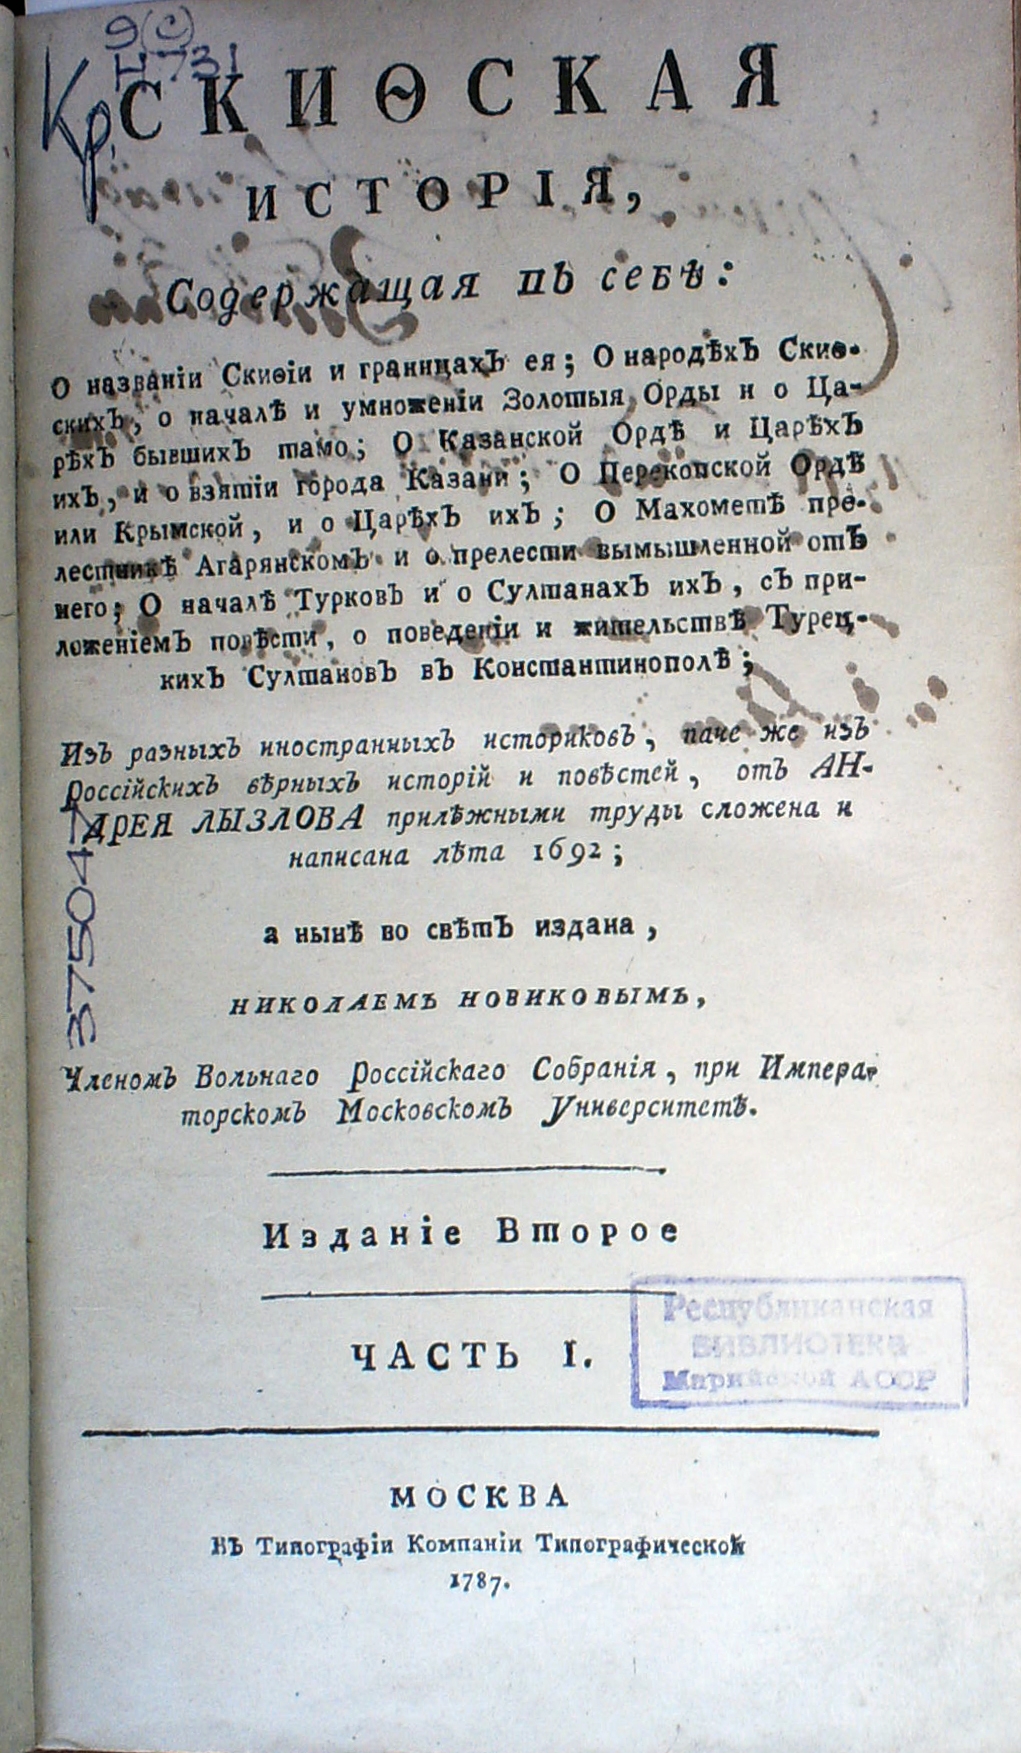 9(С)
Н731
Кр.
СКИѲСКАЯ
ИСТОРІЯ,
Содержащая въ себѣ:
О названіи Скиѳіи и границахЪ ея; О народѣхЪ Скиѳ-
скихЪ, о началѣ и умноженіи Золотыя Орды и о Ца-
рѣхЪ бывшихЪ тамо; О Казанской Ордѣ и ЦарѣхЪ
ихЪ, и о взятіи города Казани; О Перекопской Ордѣ
или Крымской, и о ЦарѣхЪ ихЪ; О Махометѣ пре-
лестникѣ АгарянскомЪ и о прелести вымышленной отЪ
него; О началѣ ТурковЪ и о СултанахЪ ихЪ, сЪ при-
ложеніемЪ повѣсти, о поведеніи и жительствѣ Турец-
кихЪ СултановЪ вЪ Константинополѣ;
Изъ разныхъ иностранныхъ историковъ, паче же изъ
Россійскихъ вѣрныхъ исторій и повѣстей, отъ АН-
ДРЕЯ ЛЫЗЛОВА прилѣжными труды сложена и
написана лѣта 1692;
а нынѣ во свѣтЪ издана,
НИКОЛАЕМЪ НОВИКОВЫМЪ,
Членомъ Вольнаго Россійскаго Собранія, при Импера-
торскомъ Московскомъ Университетѣ.
Изданіе Второе
ЧАСТЬ I.
Республиканская
БИБЛИОТЕКА
Марийской АССР
МОСКВА
ВЪ Типографіи Компаніи Типографической
1787.